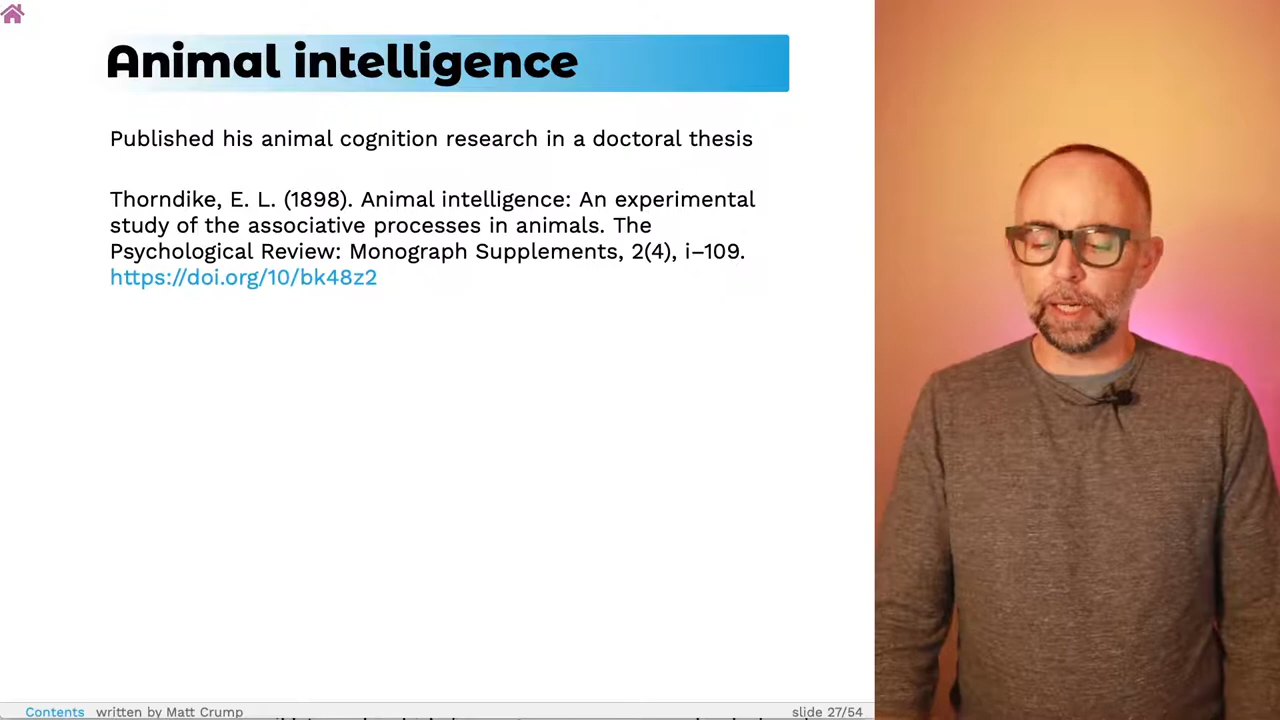 Animal intelligence
Published his animal cognition research in a doctoral thesis
Thorndike, E. L. (1898). Animal intelligence: An experimental
study of the associative processes in animals. The
Psychological Review: Monograph Supplements, 2(4), i–109.
https://doi.org/10/bk48z2
Contents written by Matt Crump slide 27/54